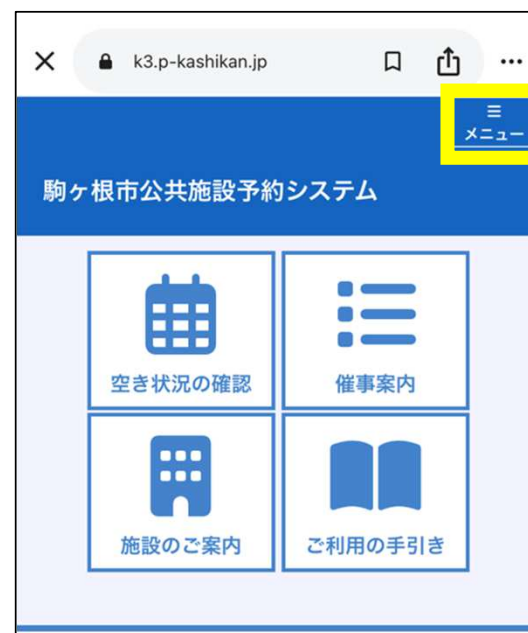 k3.p-kashikan.jp
メニュー
駒ヶ根市公共施設予約システム
空き状況の確認
催事案内
施設のご案内
ご利用の手引き